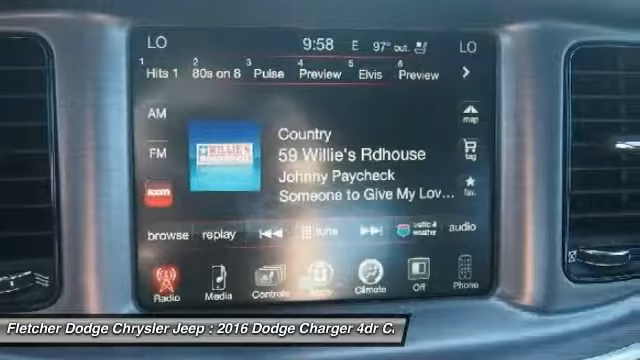 LO 9:58 E 97° out. LO
1 2 3 4 5 6
Hits 1 80s on 8 Pulse Preview Elvis Preview
AM
FM
WILLIE'S
Country
59 Willie's Rdhouse
Johnny Paycheck
Someone to Give My Lov...
map
tag
fav.
browse replay tune traffic & weather audio
Radio Media Controls Apps Climate Off Phone
Fletcher Dodge Chrysler Jeep : 2016 Dodge Charger 4dr C